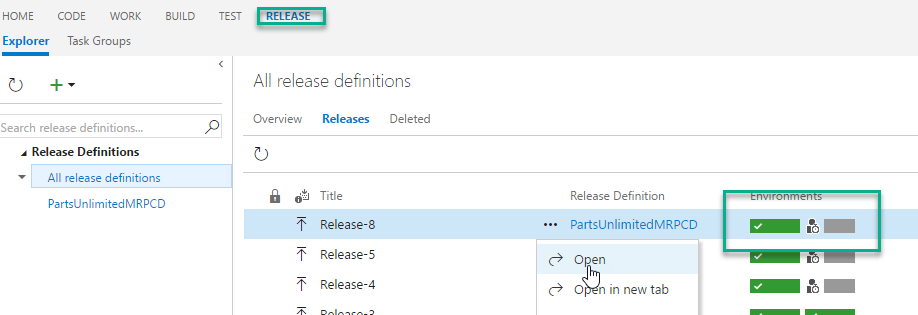 HOME CODE WORK BUILD TEST RELEASE
Explorer Task Groups
All release definitions
Search release definitions...
Overview Releases Deleted
Release Definitions
All release definitions
PartsUnlimitedMRPCD
Title Release Definition Environments
Release-8 ... PartsUnlimitedMRPCD
Release-5
Open
Release-4
Open in new tab
Release-3